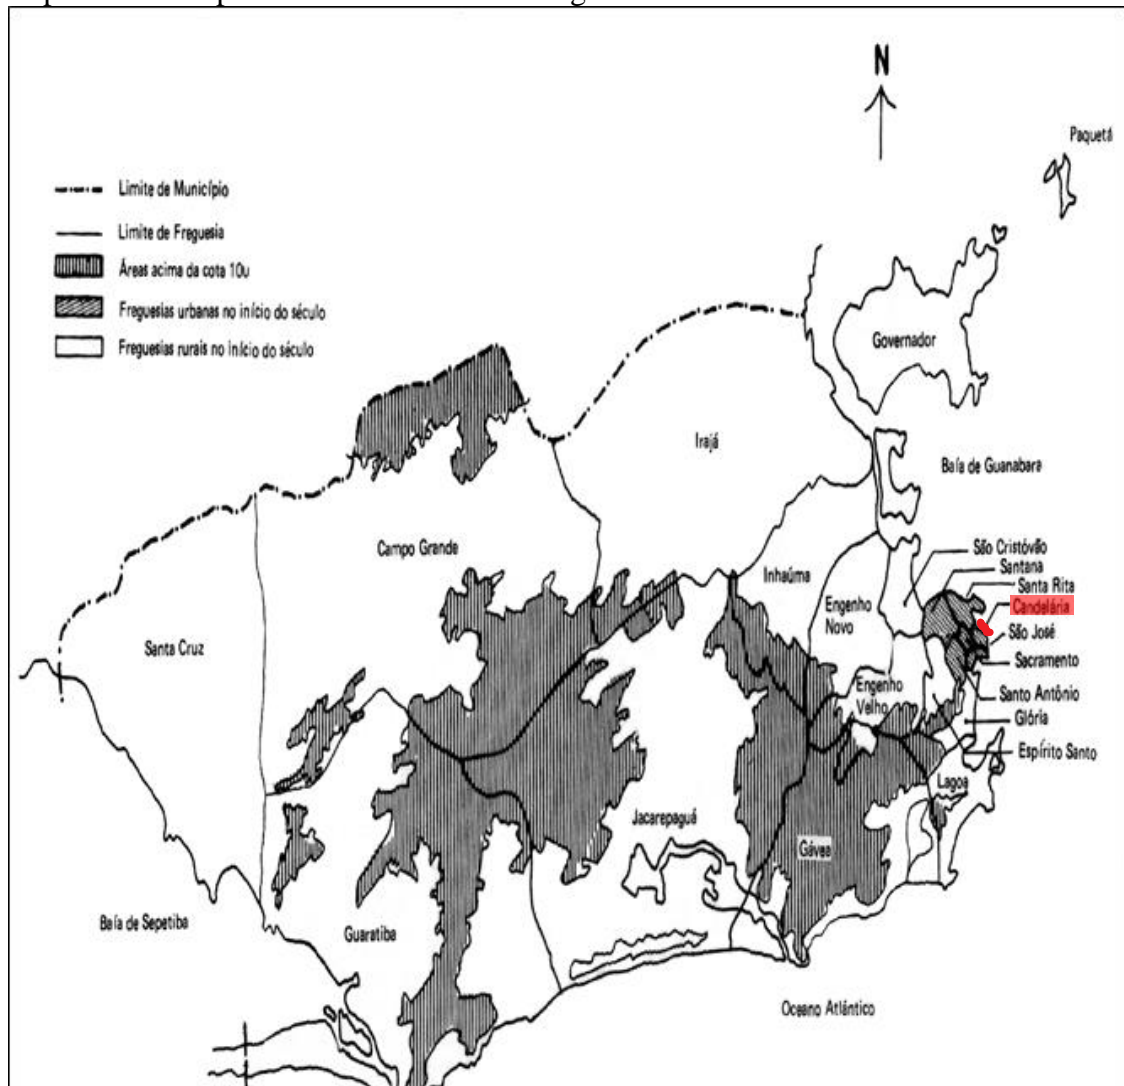 N
Paquetá
Limite de Município
Limite de Freguesia
Áreas acima da cota 10u
Freguesias urbanas no início do século
Freguesias rurais no início do século
Governador
Irajá
Baía de Guanabara
Campo Grande
Inhaúma
São Cristóvão
Santana
Santa Rita
Candelária
São José
Sacramento
Santo Antônio
Glória
Espírito Santo
Engenho
Novo
Santa Cruz
Engenho
Velho
Lagoa
Jacarepaguá
Gávea
Baía de Sepetiba
Guaratiba
Oceano Atlântico